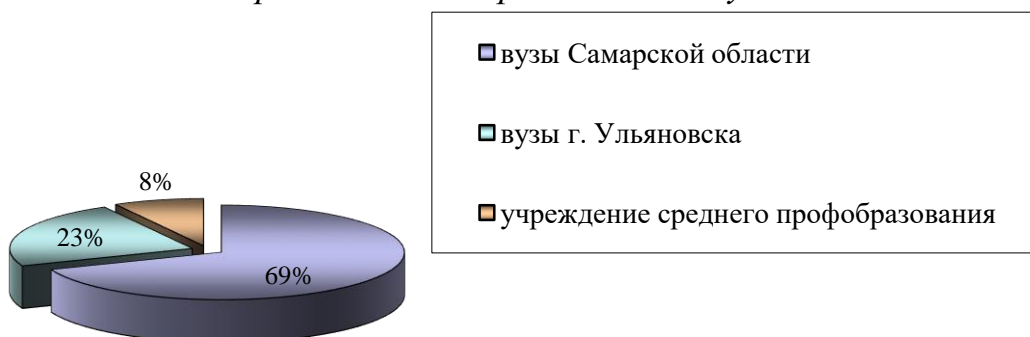 вузы Самарской области
вузы г. Ульяновска
учреждение среднего профобразования
8%
23%
69%